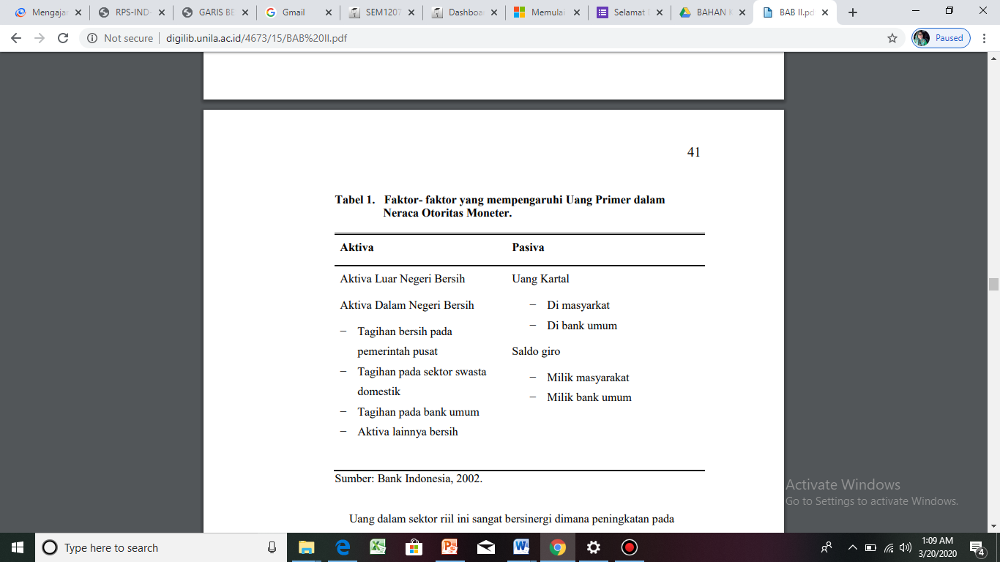 Mengajar
RPS-IND-
GARIS BE
Gmail
SEM1207
Dashboar
Memulai
Selamat D
BAHAN K
BAB II.pd
Not secure
digilib.unila.ac.id/4673/15/BAB%20II.pdf
Paused
41
Tabel 1. Faktor- faktor yang mempengaruhi Uang Primer dalam
Neraca Otoritas Moneter.
Aktiva Pasiva
Aktiva Luar Negeri Bersih
Aktiva Dalam Negeri Bersih
− Tagihan bersih pada
pemerintah pusat
− Tagihan pada sektor swasta
domestik
− Tagihan pada bank umum
− Aktiva lainnya bersih
Uang Kartal
− Di masyarkat
− Di bank umum
Saldo giro
− Milik masyarakat
− Milik bank umum
Sumber: Bank Indonesia, 2002.
Uang dalam sektor riil ini sangat bersinergi dimana peningkatan pada
Activate Windows
Go to Settings to activate Windows.
Type here to search
1:09 AM
3/20/2020
4